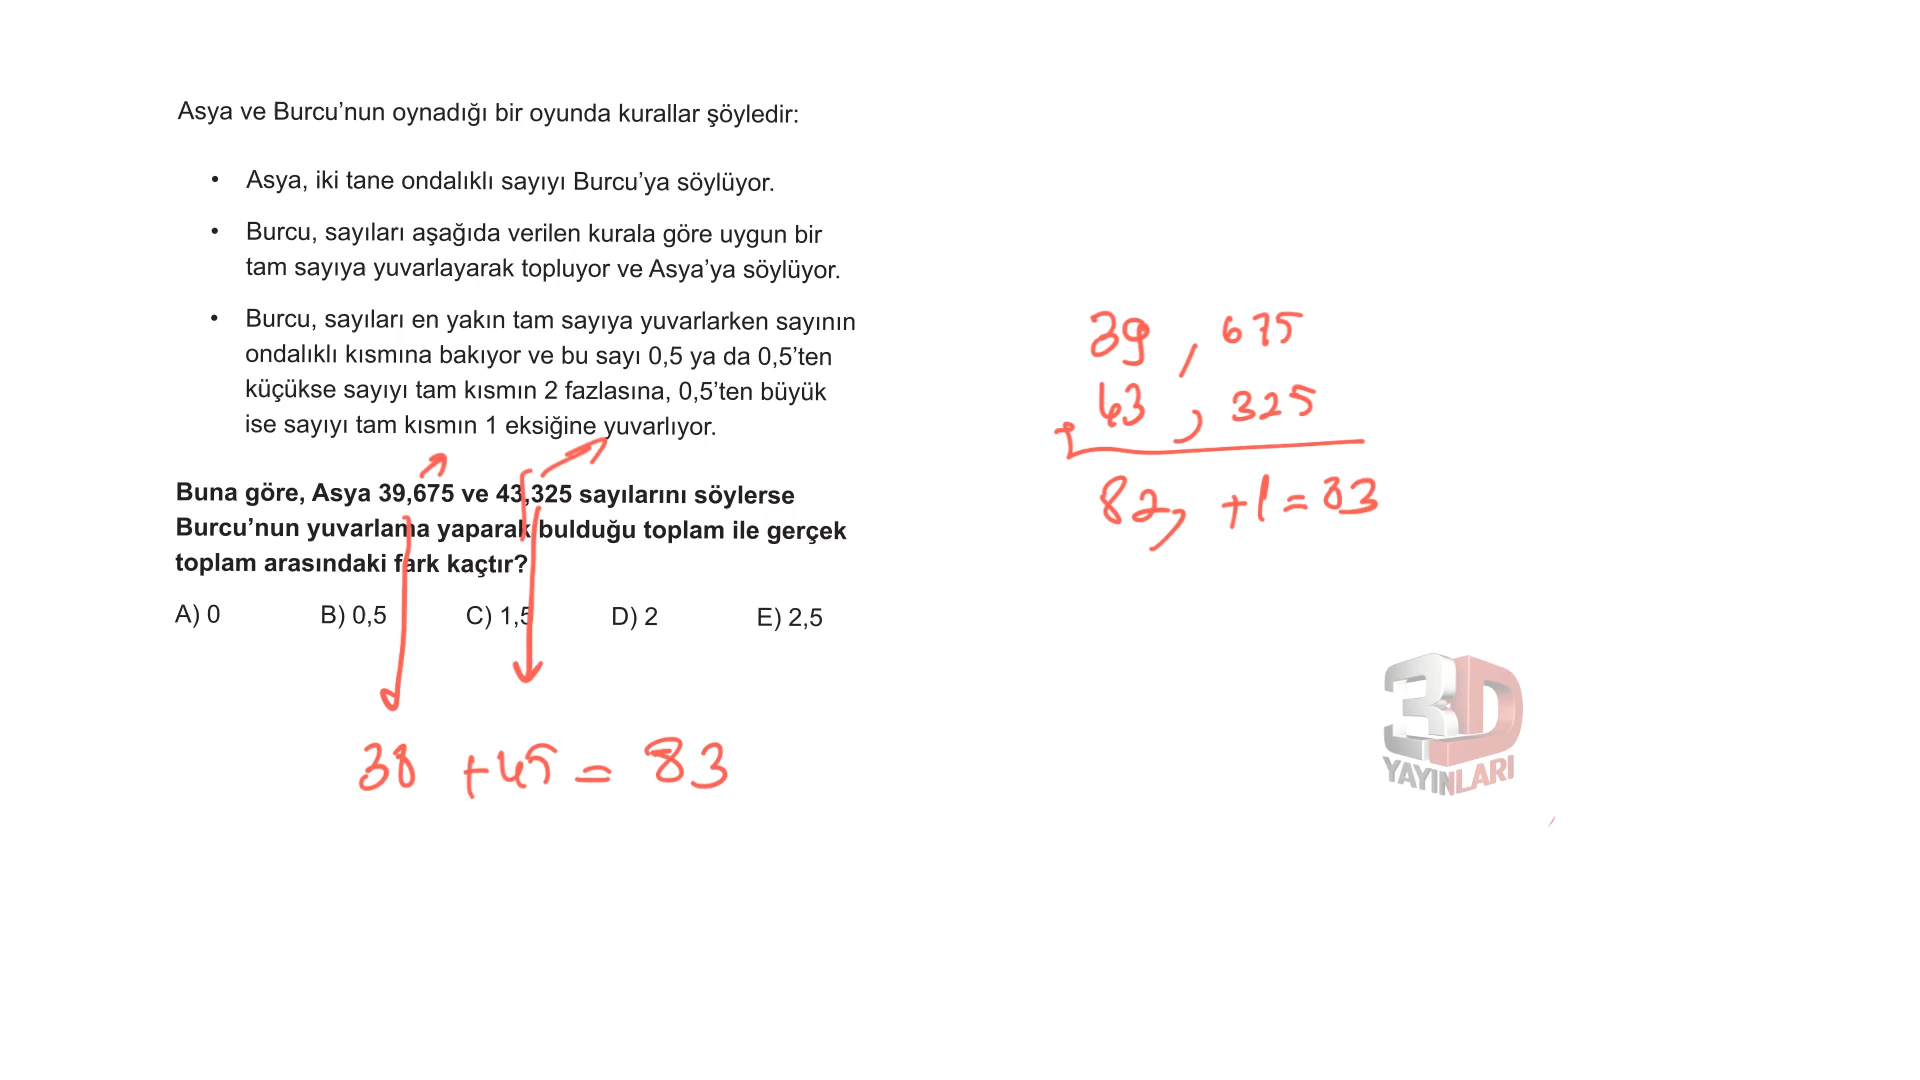 Asya ve Burcu’nun oynadığı bir oyunda kurallar şöyledir:
• Asya, iki tane ondalıklı sayıyı Burcu’ya söylüyor.
• Burcu, sayıları aşağıda verilen kurala göre uygun bir
tam sayıya yuvarlayarak topluyor ve Asya’ya söylüyor.
• Burcu, sayıları en yakın tam sayıya yuvarlarken sayının
ondalıklı kısmına bakıyor ve bu sayı 0,5 ya da 0,5’ten
küçükse sayıyı tam kısmın 2 fazlasına, 0,5’ten büyük
ise sayıyı tam kısmın 1 eksiğine yuvarlıyor.
Buna göre, Asya 39,675 ve 43,325 sayılarını söylerse
Burcu’nun yuvarlama yaparak bulduğu toplam ile gerçek
toplam arasındaki fark kaçtır?
A) 0 B) 0,5 C) 1,5 D) 2 E) 2,5
38 + 45 = 83
39,675
+ 43,325
82, +1 = 83
3D
YAYINLARI